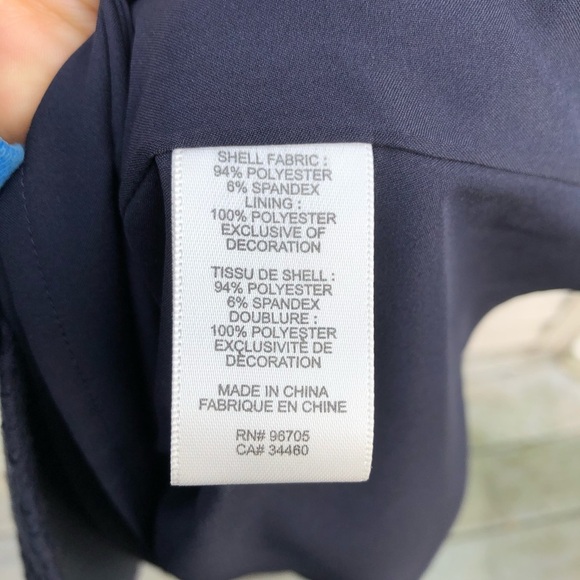 SHELL FABRIC :
94% POLYESTER
6% SPANDEX
LINING :
100% POLYESTER
EXCLUSIVE OF
DECORATION
TISSU DE SHELL :
94% POLYESTER
6% SPANDEX
DOUBLURE :
100% POLYESTER
EXCLUSIVITÉ DE
DÉCORATION
MADE IN CHINA
FABRIQUE EN CHINE
RN# 96705
CA# 34460